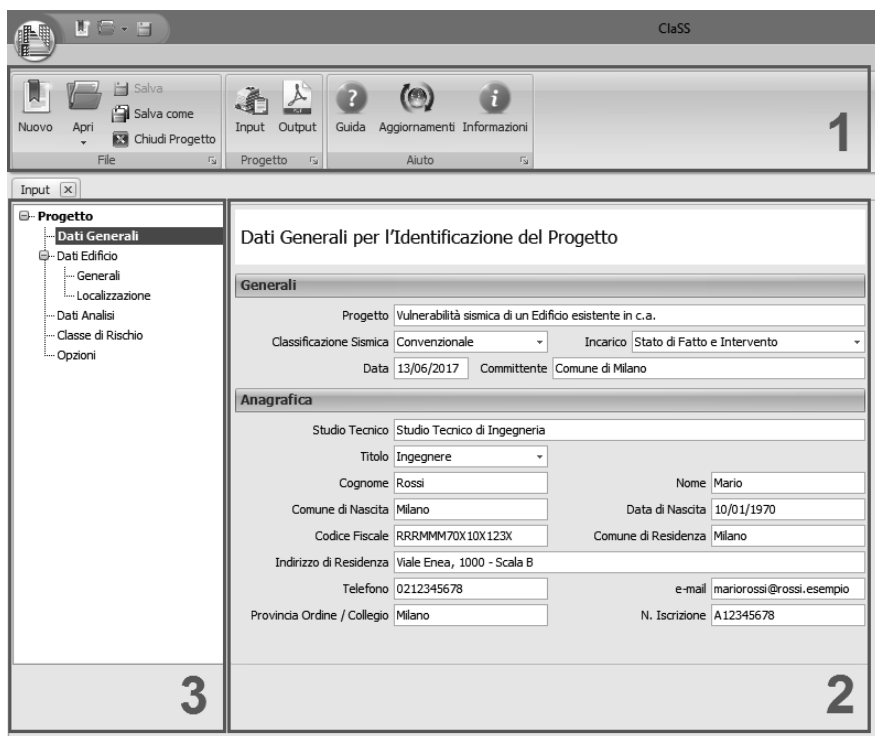 ClaSS
Nuovo
Apri
Salva
Salva come
Chiudi Progetto
File
Input
Output
Progetto
Guida
Aggiornamenti
Informazioni
Aiuto
1
Input
Progetto
Dati Generali
Dati Edificio
Generali
Localizzazione
Dati Analisi
Classe di Rischio
Opzioni
3
Dati Generali per l'Identificazione del Progetto
Generali
Progetto Vulnerabilità sismica di un Edificio esistente in c.a.
Classificazione Sismica Convenzionale Incarico Stato di Fatto e Intervento
Data 13/06/2017 Committente Comune di Milano
Anagrafica
Studio Tecnico Studio Tecnico di Ingegneria
Titolo Ingegnere
Cognome Rossi Nome Mario
Comune di Nascita Milano Data di Nascita 10/01/1970
Codice Fiscale RRRMMM70X10X123X Comune di Residenza Milano
Indirizzo di Residenza Viale Enea, 1000 - Scala B
Telefono 0212345678 e-mail mariorossi@rossi.esempio
Provincia Ordine / Collegio Milano N. Iscrizione A12345678
2